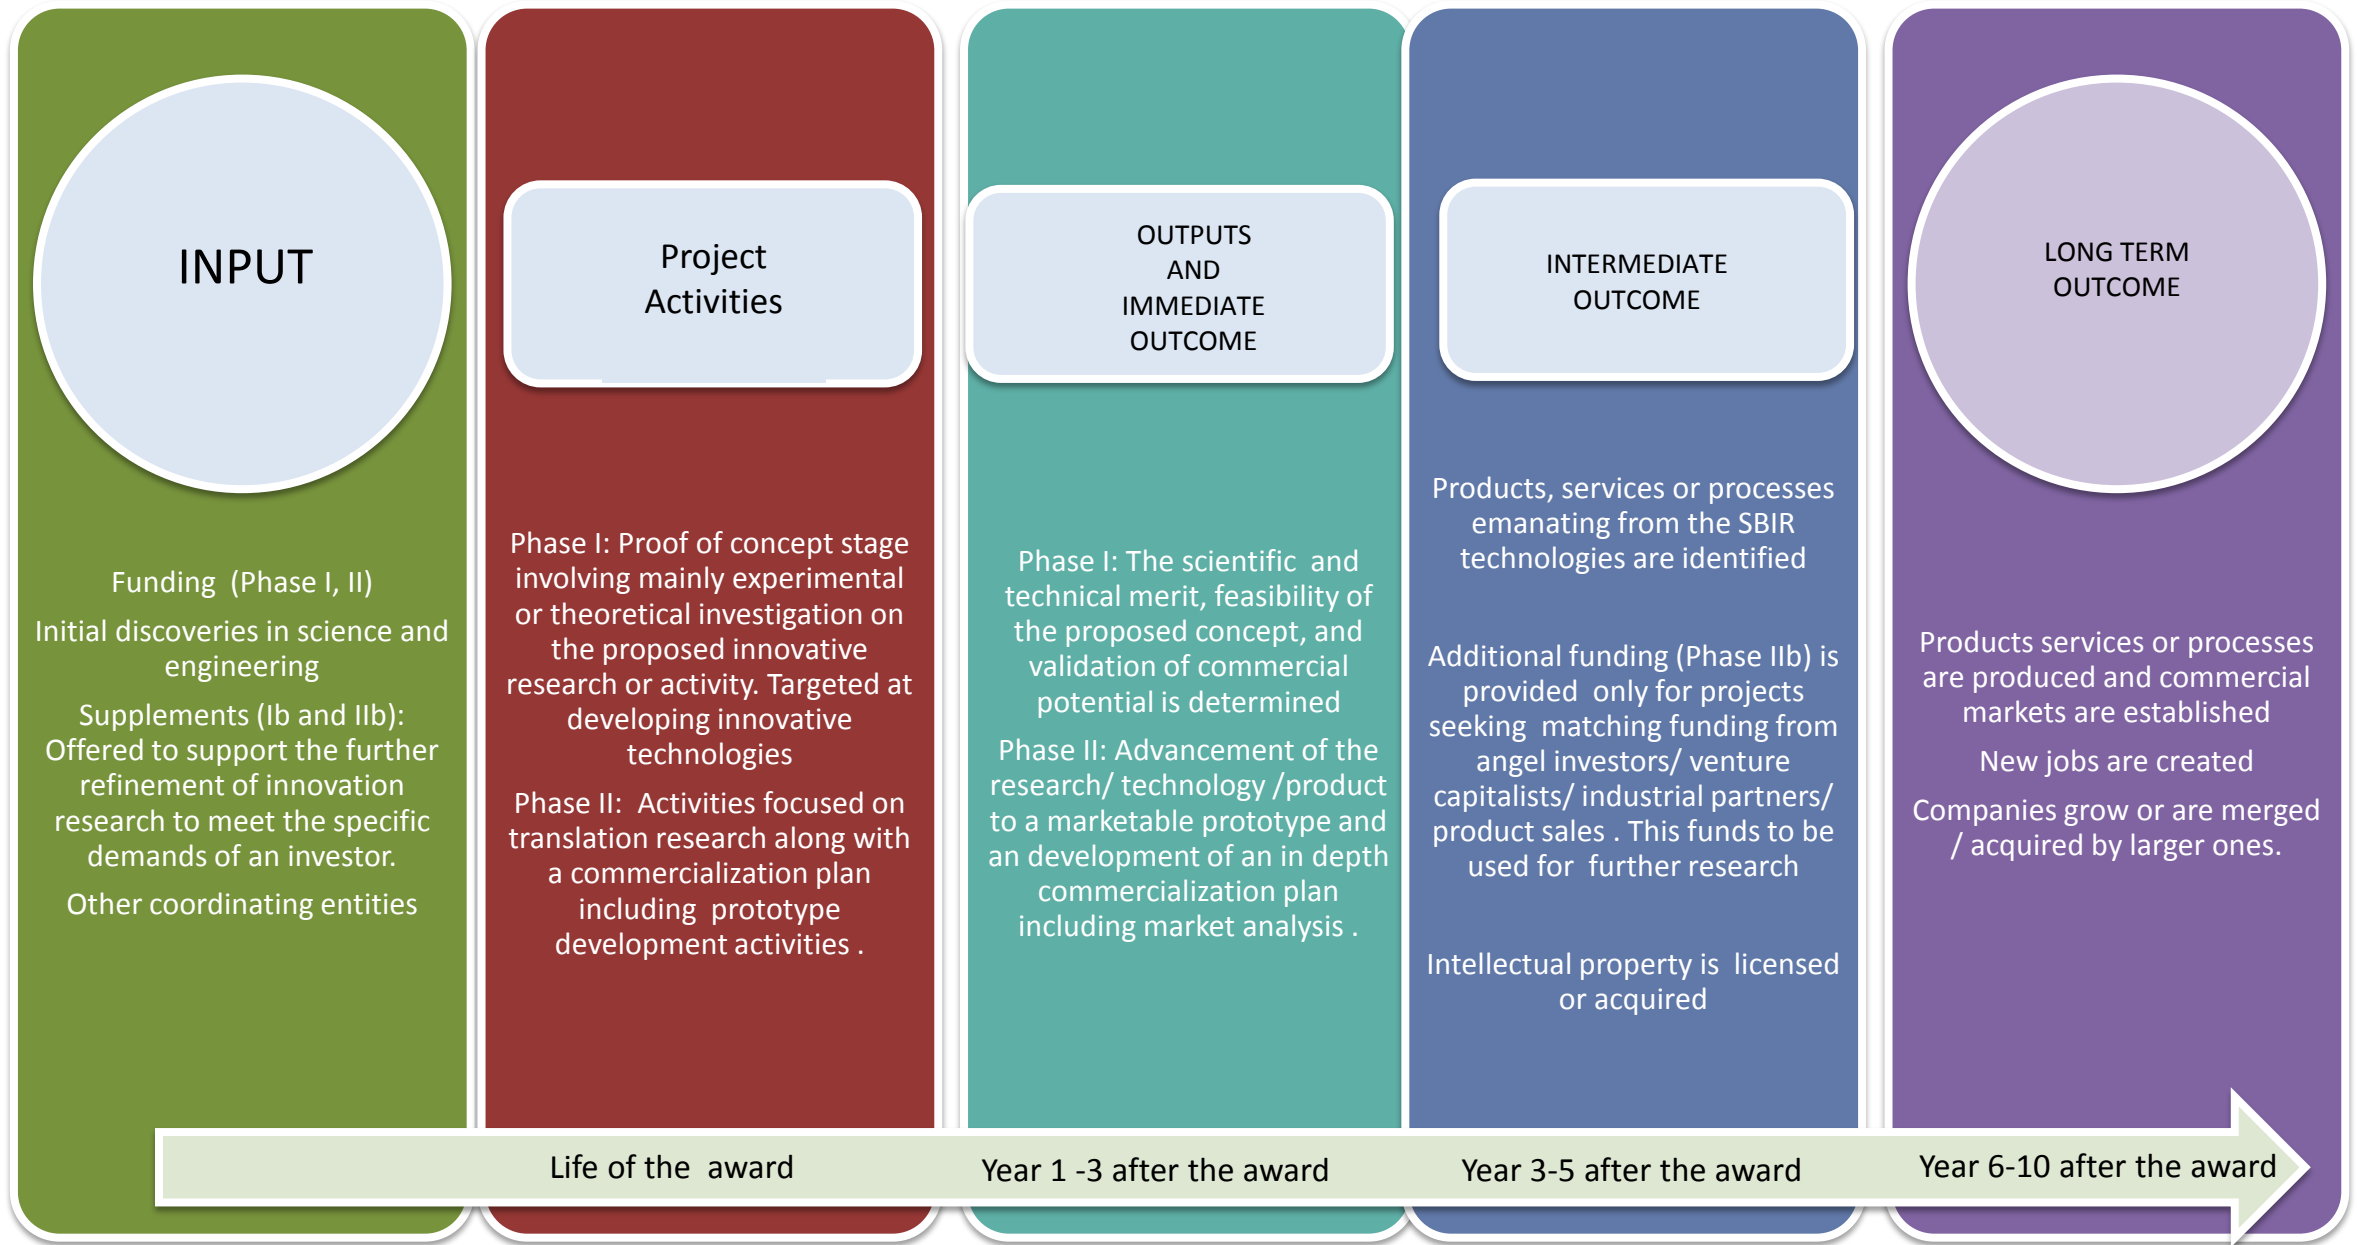 INPUT
Funding (Phase I, II)
Initial discoveries in science and
engineering
Supplements (Ib and IIb):
Offered to support the further
refinement of innovation
research to meet the specific
demands of an investor.
Other coordinating entities
Project
Activities
Phase I: Proof of concept stage
involving mainly experimental
or theoretical investigation on
the proposed innovative
research or activity. Targeted at
developing innovative
technologies
Phase II: Activities focused on
translation research along with
a commercialization plan
including prototype
development activities .
OUTPUTS
AND
IMMEDIATE
OUTCOME
Phase I: The scientific and
technical merit, feasibility of
the proposed concept, and
validation of commercial
potential is determined
Phase II: Advancement of the
research/ technology /product
to a marketable prototype and
an development of an in depth
commercialization plan
including market analysis .
INTERMEDIATE
OUTCOME
Products, services or processes
emanating from the SBIR
technologies are identified
Additional funding (Phase IIb) is
provided only for projects
seeking matching funding from
angel investors/ venture
capitalists/ industrial partners/
product sales . This funds to be
used for further research
Intellectual property is licensed
or acquired
LONG TERM
OUTCOME
Products services or processes
are produced and commercial
markets are established
New jobs are created
Companies grow or are merged
/ acquired by larger ones.
Life of the award
Year 1 -3 after the award
Year 3-5 after the award
Year 6-10 after the award